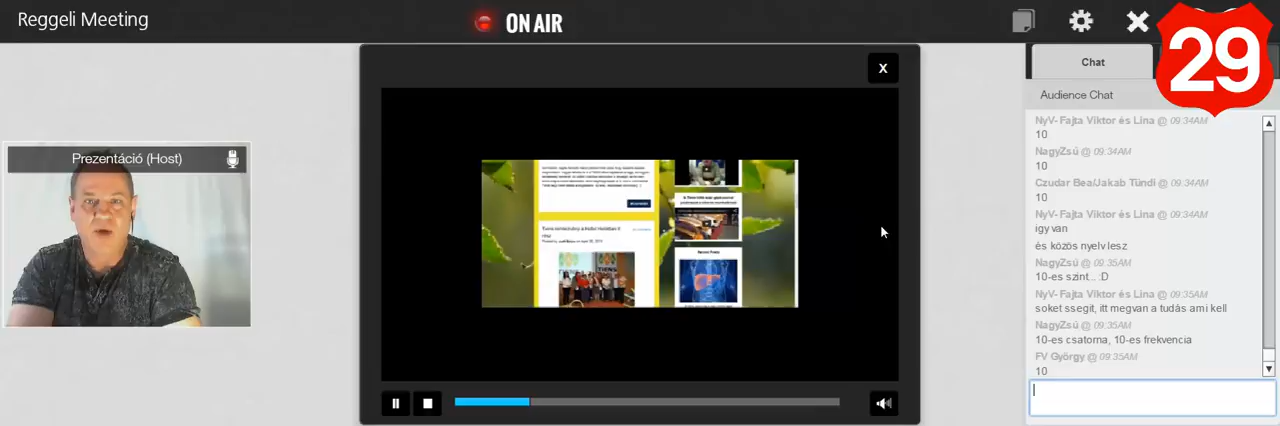 Reggeli Meeting
ON AIR
29
Chat
Audience Chat
Prezentáció (Host)
X
NyV- Fajta Viktor és Lina @ 09:34AM
10
NagyZsú @ 09:34AM
10
Czudar Bea/Jakab Tündi @ 09:34AM
10
NyV- Fajta Viktor és Lina @ 09:34AM
igy van
és közös nyelv lesz
NagyZsú @ 09:35AM
10-es szint... :D
NyV- Fajta Viktor és Lina @ 09:35AM
soket ssegit, itt megvan a tudás ami kell
NagyZsú @ 09:35AM
10-es csatorna, 10-es frekvencia
FV György @ 09:35AM
10